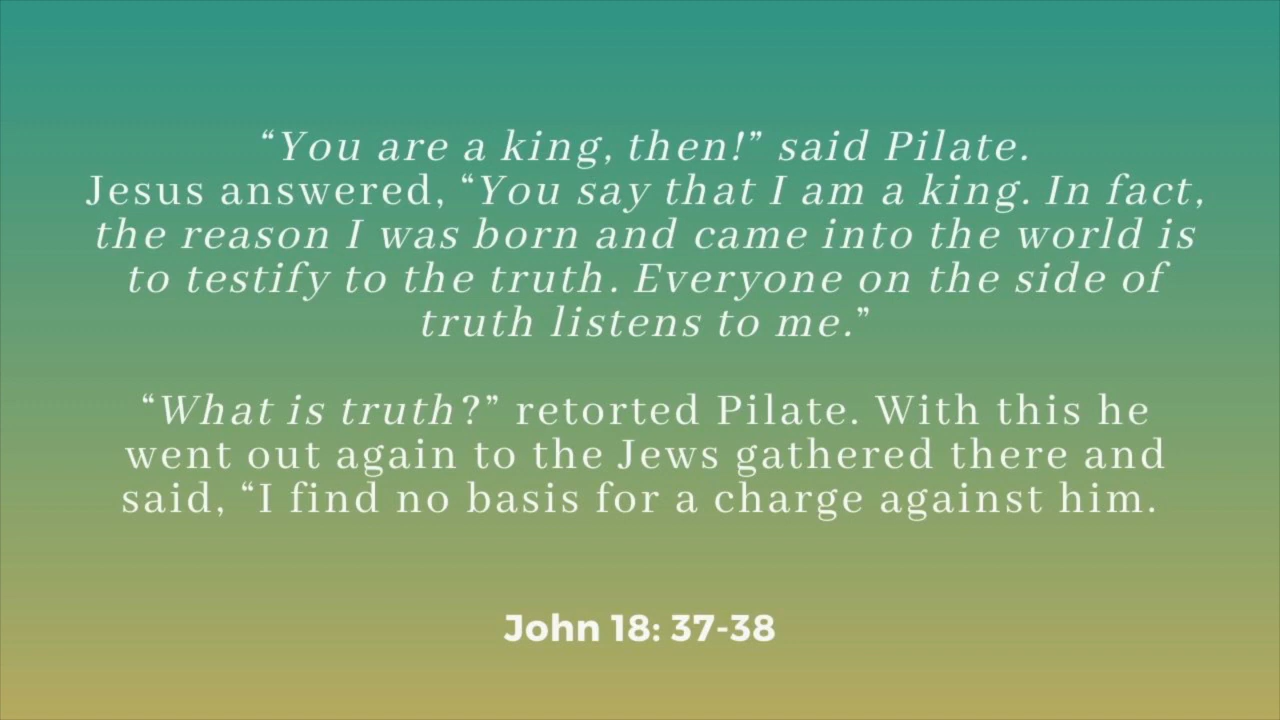 “You are a king, then!” said Pilate.
Jesus answered, “You say that I am a king. In fact,
the reason I was born and came into the world is
to testify to the truth. Everyone on the side of
truth listens to me.”
“What is truth?” retorted Pilate. With this he
went out again to the Jews gathered there and
said, “I find no basis for a charge against him.
John 18: 37-38